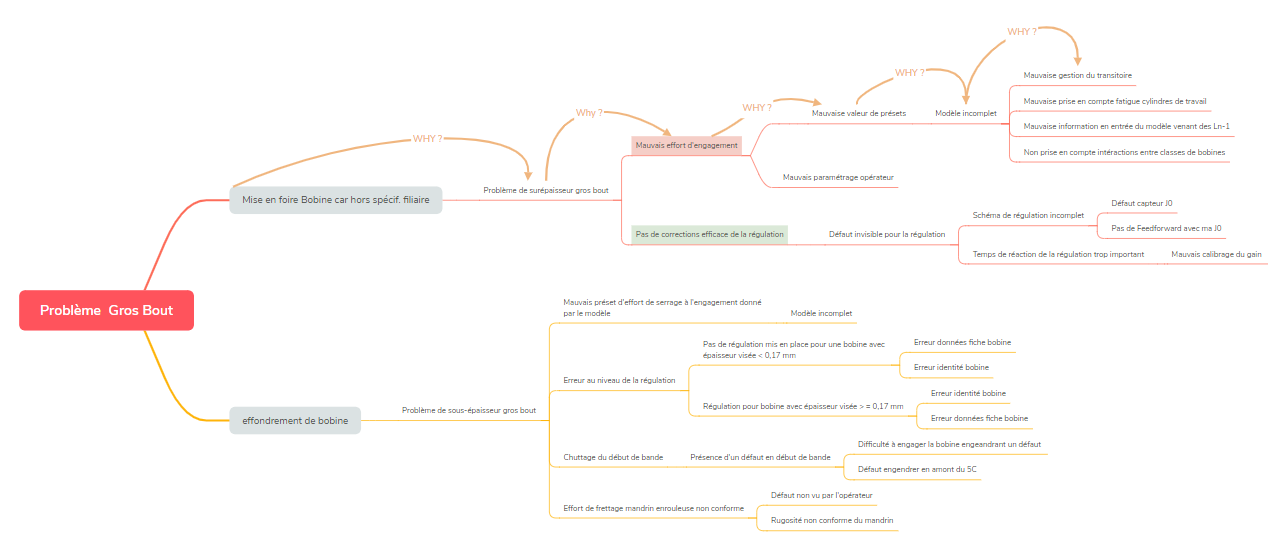 WHY ?
WHY ?
Mauvaise gestion du transitoire
Why ?
WHY ?
Mauvaise prise en compte fatigue cylindres de travail
Mauvaise valeur de présets
Modèle incomplet
Mauvaise information en entrée du modèle venant des Ln-1
WHY ?
Mauvais effort d'engagement
Non prise en compte intéractions entre classes de bobines
Mauvais paramétrage opérateur
Mise en foire Bobine car hors spécif. filiaire
Problème de surépaisseur gros bout
Défaut capteur J0
Schéma de régulation incomplet
Pas de Feedforward avec ma J0
Pas de corrections efficace de la régulation
Défaut invisible pour la régulation
Temps de réaction de la régulation trop important
Mauvais calibrage du gain
Problème Gros Bout
Mauvais préset d'effort de serrage à l'engagement donné
par le modèle
Modèle incomplet
Pas de régulation mis en place pour une bobine avec
épaisseur visée < 0,17 mm
Erreur données fiche bobine
Erreur identité bobine
Erreur au niveau de la régulation
Régulation pour bobine avec épaisseur visée > = 0,17 mm
Erreur identité bobine
Erreur données fiche bobine
effondrement de bobine
Problème de sous-épaisseur gros bout
Chuttage du début de bande
Présence d'un défaut en début de bande
Difficulté à engager la bobine engeandrant un défaut
Défaut engendrer en amont du 5C
Effort de frettage mandrin enrouleuse non conforme
Défaut non vu par l'opérateur
Rugosité non conforme du mandrin